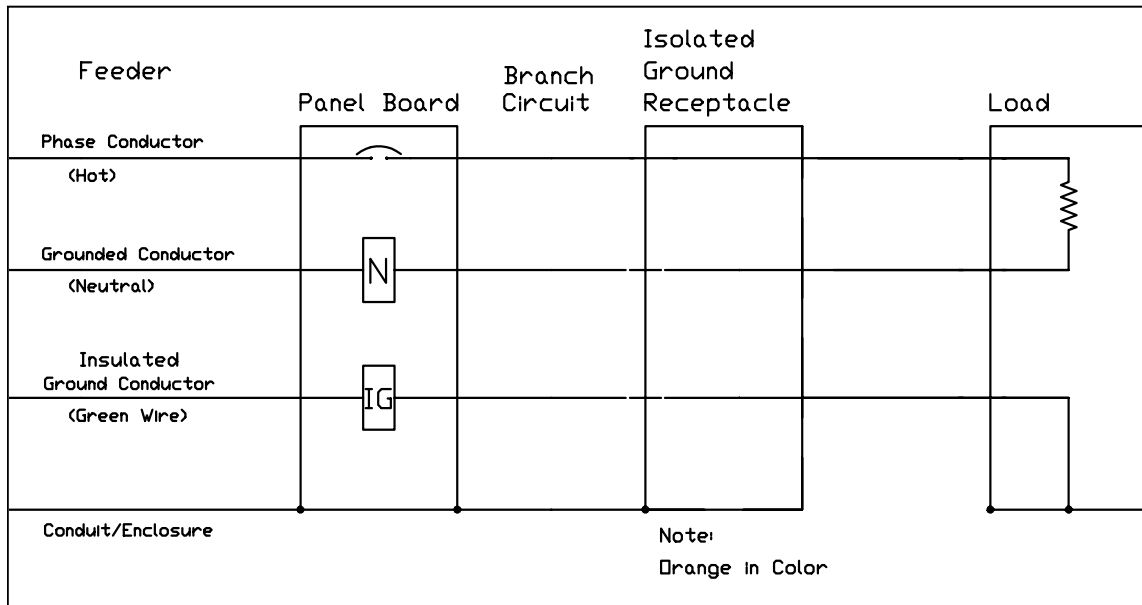 Feeder
Panel Board
Branch
Circuit
Isolated
Ground
Receptacle
Load
Phase Conductor
(Hot)
Grounded Conductor
(Neutral)
N
Insulated
Ground Conductor
(Green Wire)
IG
Conduit/Enclosure
Note:
Orange in Color